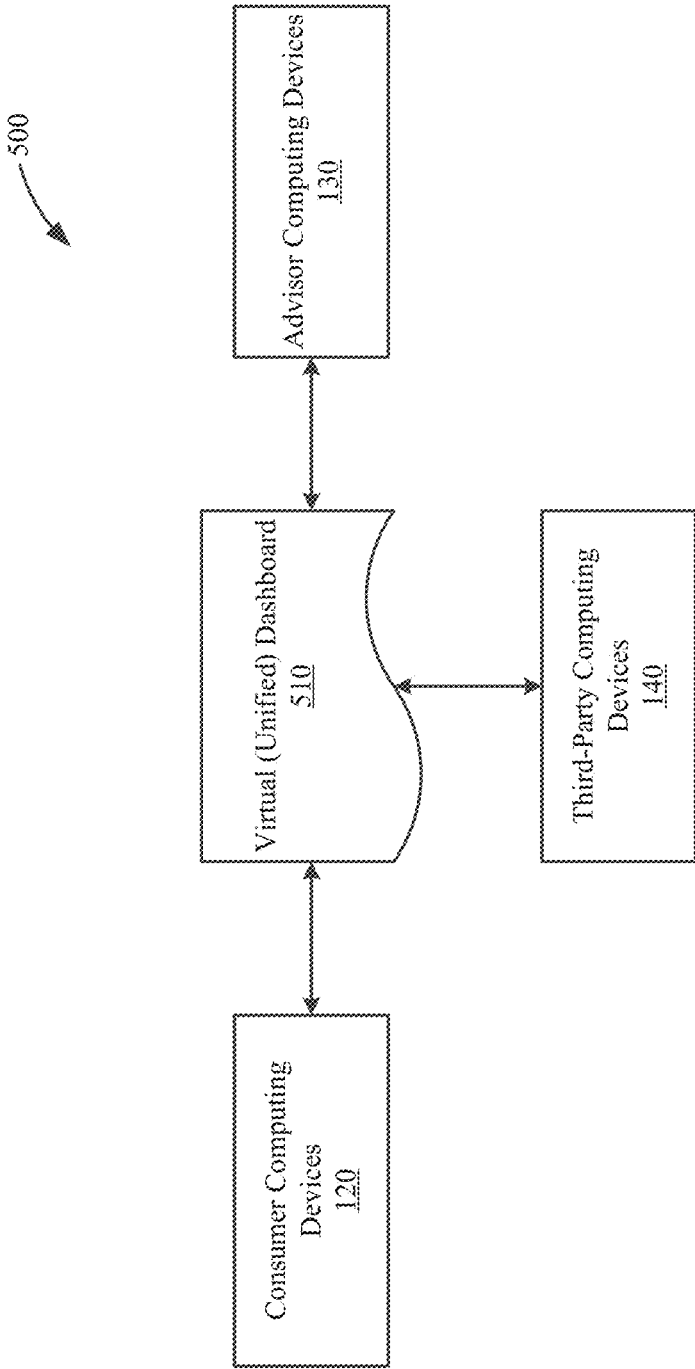 500
Consumer Computing
Devices
120
Virtual (Unified) Dashboard
510
Advisor Computing Devices
130
Third-Party Computing
Devices
140